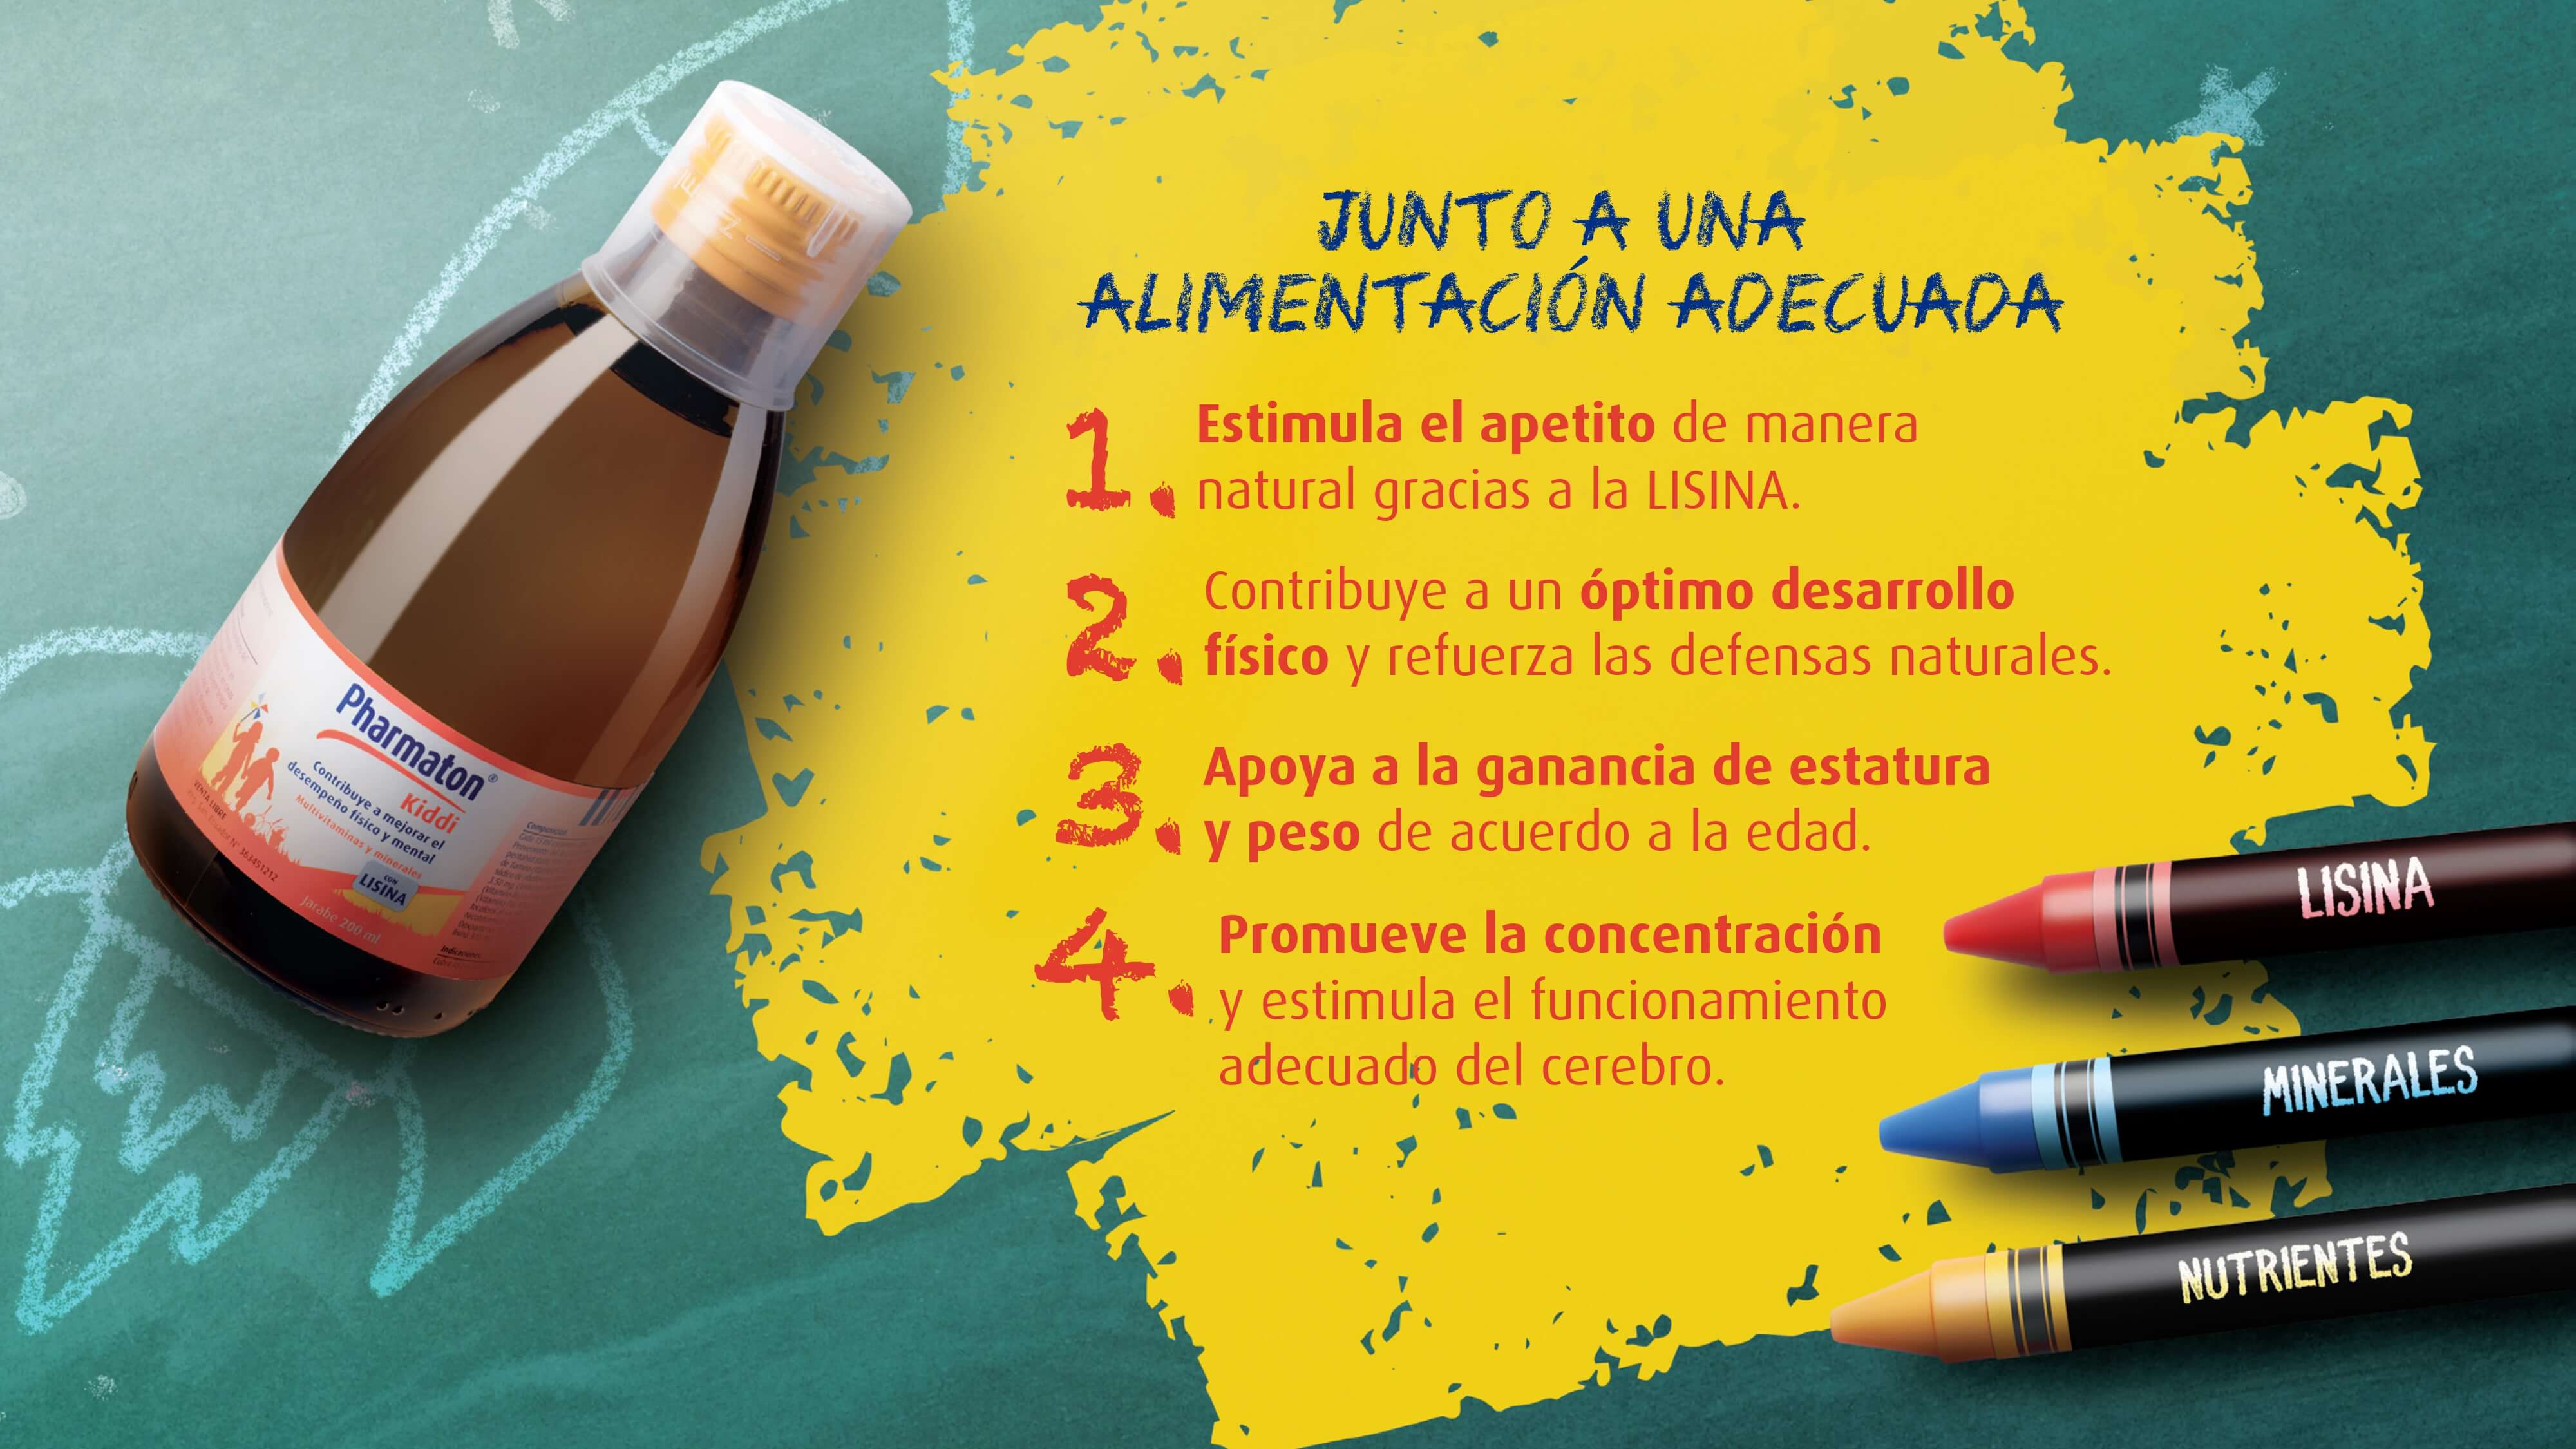 JUNTO A UNA
ALIMENTACIÓN ADECUADA
1. Estimula el apetito de manera
natural gracias a la LISINA.
2. Contribuye a un óptimo desarrollo
físico y refuerza las defensas naturales.
3. Apoya a la ganancia de estatura
y peso de acuerdo a la edad.
4. Promueve la concentración
y estimula el funcionamiento
adecuado del cerebro.
Pharmaton®
Kiddi
Contribuye a mejorar el
desempeño físico y mental
Multivitaminas y minerales
CON
LISINA
Jarabe 200 ml
VENTA LIBRE
LISINA
MINERALES
NUTRIENTES